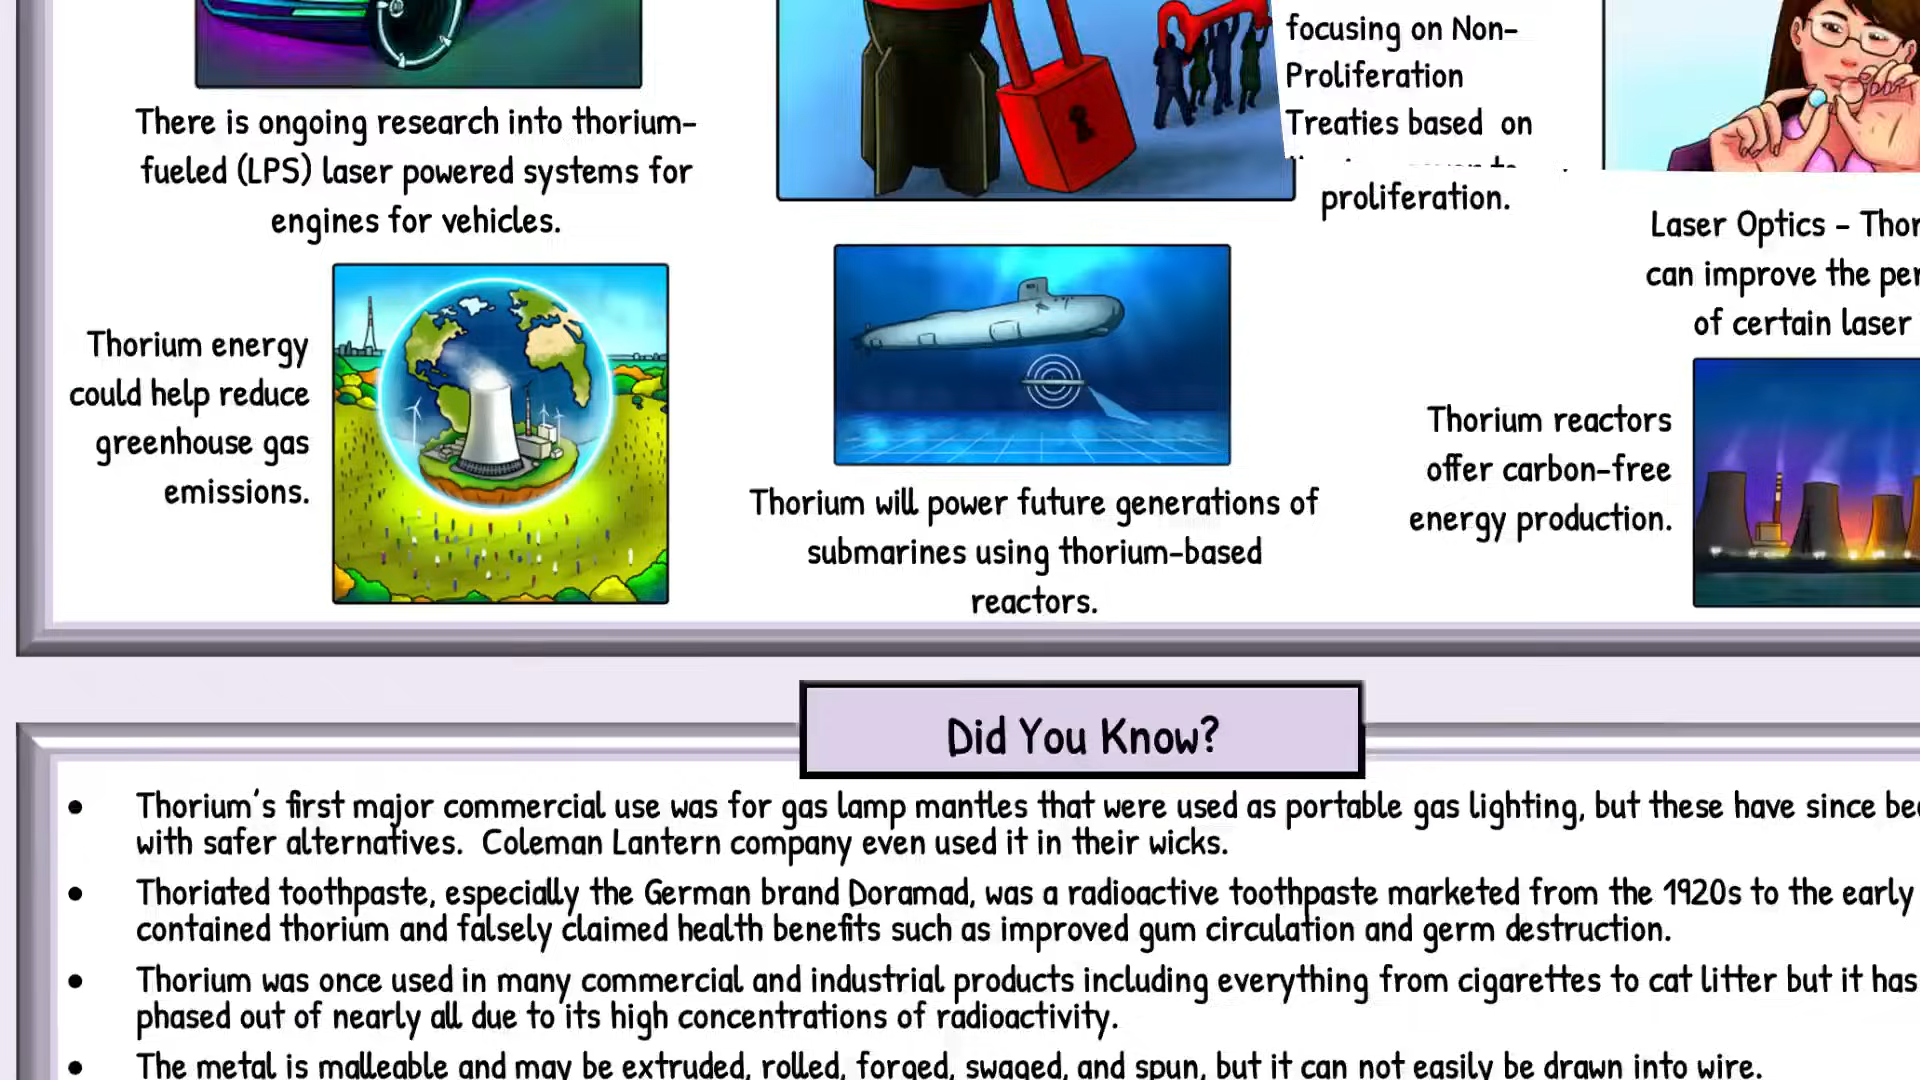 focusing on Non-
Proliferation
Treaties based on
proliferation.
There is ongoing research into thorium-
fueled (LPS) laser powered systems for
engines for vehicles.
Laser Optics - Thor
can improve the per
of certain laser
Thorium energy
could help reduce
greenhouse gas
emissions.
Thorium will power future generations of
submarines using thorium-based
reactors.
Thorium reactors
offer carbon-free
energy production.
Did You Know?
• Thorium's first major commercial use was for gas lamp mantles that were used as portable gas lighting, but these have since be
with safer alternatives. Coleman Lantern company even used it in their wicks.
• Thoriated toothpaste, especially the German brand Doramad, was a radioactive toothpaste marketed from the 1920s to the early
contained thorium and falsely claimed health benefits such as improved gum circulation and germ destruction.
• Thorium was once used in many commercial and industrial products including everything from cigarettes to cat litter but it has
phased out of nearly all due to its high concentrations of radioactivity.
• The metal is malleable and may be extruded, rolled, forged, swaged, and spun, but it can not easily be drawn into wire.